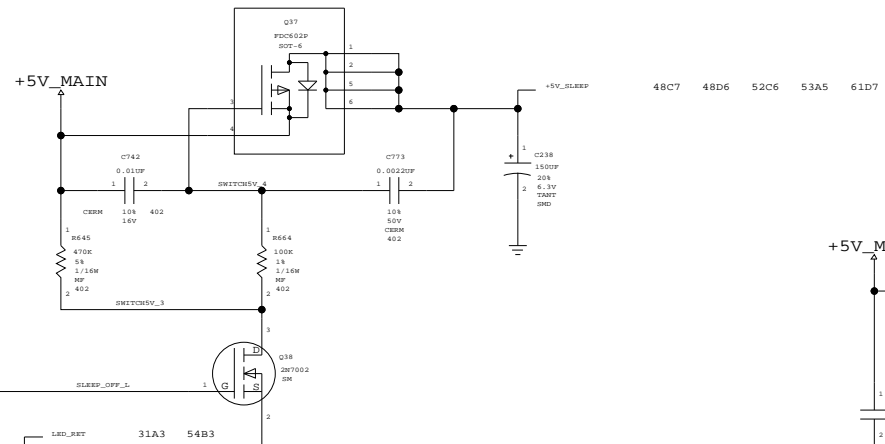 Q37
FDC602P
SOT-6
1
2
5
6
3
4
+5V_MAIN
+5V_SLEEP 48C7 48D6 52C6 53A5 61D7
C742
0.01UF
1 2
CERM 10% 402
16V
SWITCH5V_4
C773
0.0022UF
1 2
10%
50V
CERM
402
1
+
C238
150UF
20%
6.3V
TANT
SMD
2
1
R645
470K
5%
1/16W
MF
402
2
1
R664
100K
1%
1/16W
MF
402
2
SWITCH5V_3
3
D
Q38
2N7002
SM
SLEEP_OFF_L 1 G S
2
LED_RET 31A3 54B3
+5V_M
1
2